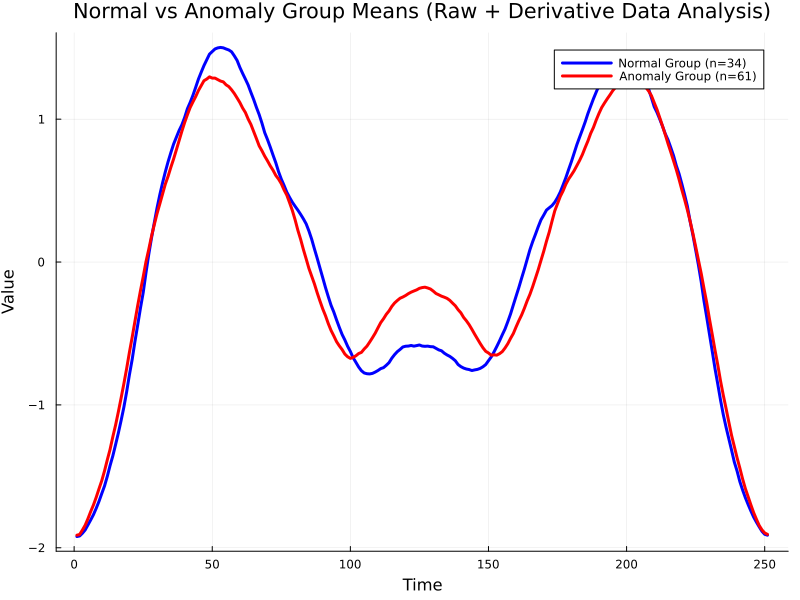 Normal vs Anomaly Group Means (Raw + Derivative Data Analysis)
Normal Group (n=34)
Anomaly Group (n=61)
1
0
−1
−2
Value
0 50 100 150 200 250
Time